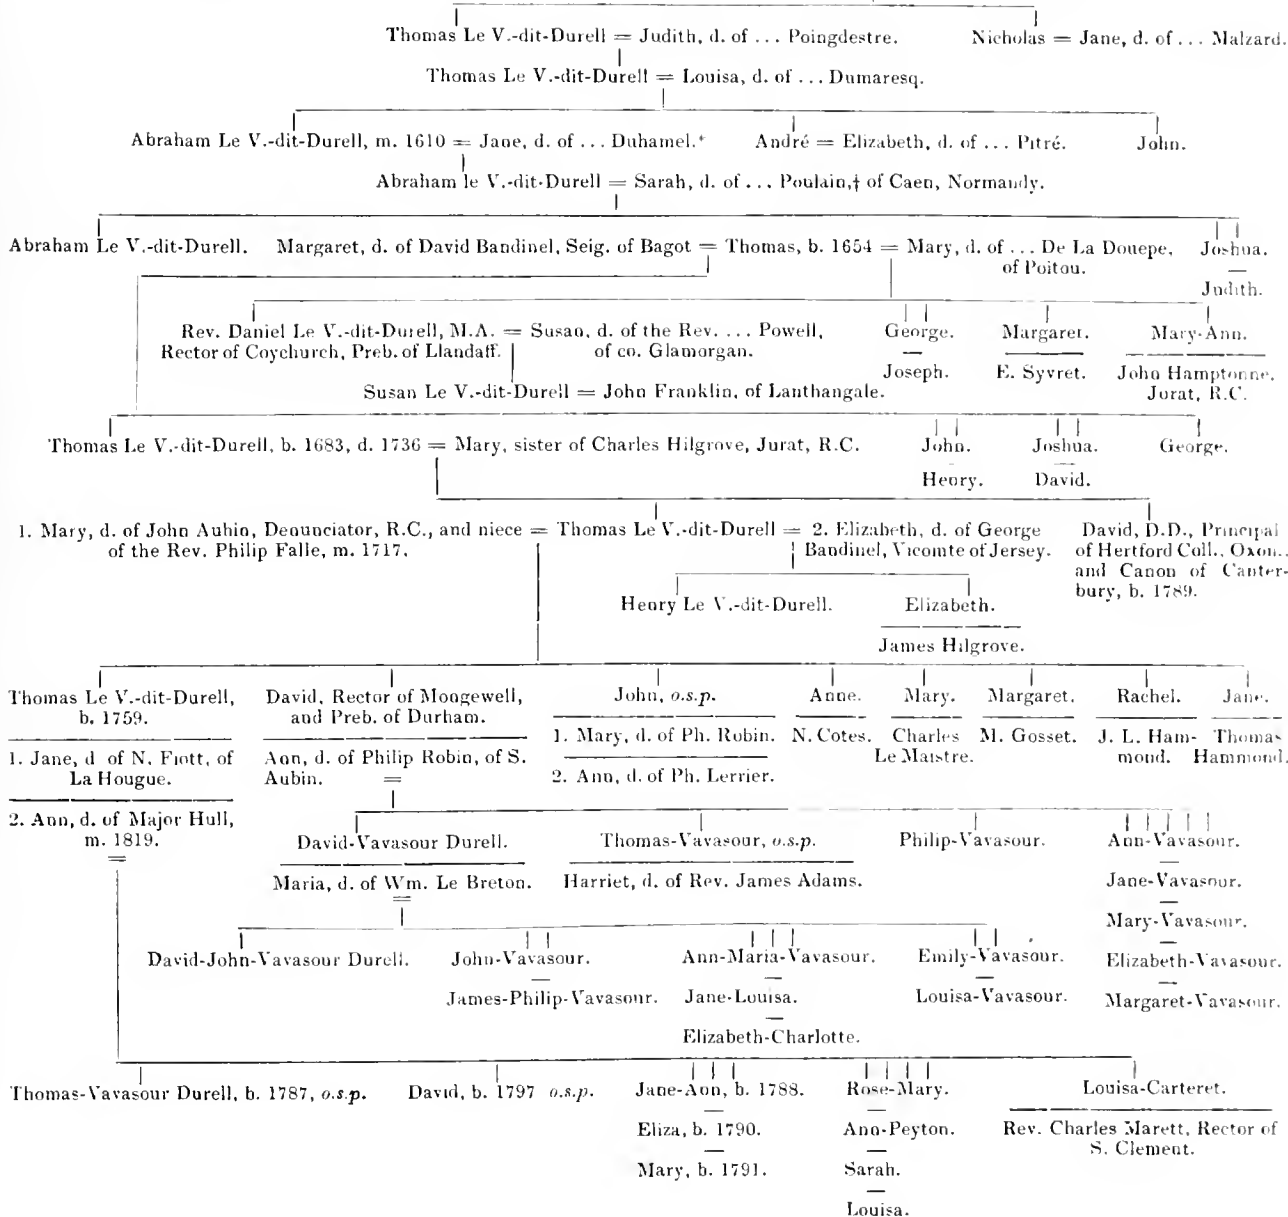 Thomas Le V.-dit-Durell = Judith, d. of ... Poingdestre. Nicholas = Jane, d. of ... Malzard.
Thomas Le V.-dit-Durell = Louisa, d. of ... Dumaresq.
Abraham Le V.-dit-Durell, m. 1610 = Jane, d. of ... Duhamel.* André = Elizabeth, d. of ... Pitré. John.
Abraham le V.-dit-Durell = Sarah, d. of ... Poulain,† of Caen, Normandy.
Abraham Le V.-dit-Durell. Margaret, d. of David Bandinel, Seig. of Bagot = Thomas, b. 1654 = Mary, d. of ... De La Douepe, of Poitou. Joshua.
Judith.
Rev. Daniel Le V.-dit-Durell, M.A. = Susan, d. of the Rev. ... Powell, George. Margaret. Mary-Ann.
Rector of Coychurch, Preb. of Llandaff. of co. Glamorgan.
Joseph. E. Syvret. John Hamptonne,
Jurat, R.C.
Susan Le V.-dit-Durell = John Franklin, of Lanthangale.
Thomas Le V.-dit-Durell, b. 1683, d. 1736 = Mary, sister of Charles Hilgrove, Jurat, R.C. John. Joshua. George.
Henry. David.
1. Mary, d. of John Aubin, Denunciator, R.C., and niece = Thomas Le V.-dit-Durell = 2. Elizabeth, d. of George David, D.D., Principal
of the Rev. Philip Falle, m. 1717. Bandinel, Vicomte of Jersey. of Hertford Coll., Oxon.,
and Canon of Canter-
bury, b. 1789.
Henry Le V.-dit-Durell. Elizabeth.
James Hilgrove.
Thomas Le V.-dit-Durell, David, Rector of Mongewell, John, o.s.p. Anne. Mary. Margaret. Rachel. Jane.
b. 1759. and Preb. of Durham.
1. Jane, d of N. Fiott, of Ann, d. of Philip Robin, of S. 1. Mary, d. of Ph. Robin. N. Cotes. Charles M. Gosset. J. L. Ham- Thomas
La Hougue. Aubin. 2. Ann, d. of Ph. Lerrier. Le Maistre. mond. Hammond.
2. Ann, d. of Major Hull,
m. 1819.
David-Vavasour Durell. Thomas-Vavasour, o.s.p. Philip-Vavasour. Ann-Vavasour.
Maria, d. of Wm. Le Breton. Harriet, d. of Rev. James Adams. Jane-Vavasour.
Mary-Vavasour.
David-John-Vavasour Durell. John-Vavasour. Ann-Maria-Vavasour. Emily-Vavasour. Elizabeth-Vavasour.
James-Philip-Vavasour. Jane-Louisa. Louisa-Vavasour. Margaret-Vavasour.
Elizabeth-Charlotte.
Thomas-Vavasour Durell, b. 1787, o.s.p. David, b. 1797 o.s.p. Jane-Ann, b. 1788. Rose-Mary. Louisa-Carteret.
Eliza, b. 1790. Ann-Peyton. Rev. Charles Marett, Rector of
S. Clement.
Mary, b. 1791. Sarah.
Louisa.